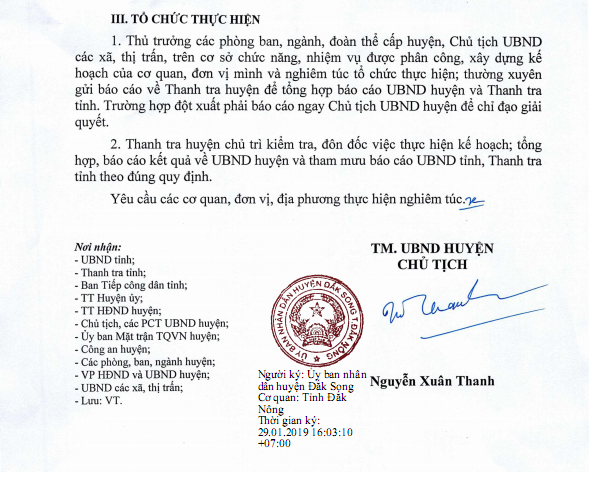 III. TỔ CHỨC THỰC HIỆN
1. Thủ trưởng các phòng ban, ngành, đoàn thể cấp huyện, Chủ tịch UBND
các xã, thị trấn, trên cơ sở chức năng, nhiệm vụ được phân công, xây dựng kế
hoạch của cơ quan, đơn vị mình và nghiêm túc tổ chức thực hiện; thường xuyên
gửi báo cáo về Thanh tra huyện để tổng hợp báo cáo UBND huyện và Thanh tra
tỉnh. Trường hợp đột xuất phải báo cáo ngay Chủ tịch UBND huyện để chỉ đạo giải
quyết.
2. Thanh tra huyện chủ trì kiểm tra, đôn đốc việc thực hiện kế hoạch; tổng
hợp, báo cáo kết quả về UBND huyện và tham mưu báo cáo UBND tỉnh, Thanh tra
tỉnh theo đúng quy định.
Yêu cầu các cơ quan, đơn vị, địa phương thực hiện nghiêm túc.
Nơi nhận:
- UBND tỉnh;
- Thanh tra tỉnh;
- Ban Tiếp công dân tỉnh;
- TT Huyện ủy;
- TT HĐND huyện;
- Chủ tịch, các PCT UBND huyện;
- Ủy ban Mặt trận TQVN huyện;
- Công an huyện;
- Các phòng, ban, ngành huyện;
- VP HĐND và UBND huyện;
- UBND các xã, thị trấn;
- Lưu: VT.
TM. UBND HUYỆN
CHỦ TỊCH
ỦY BAN NHÂN DÂN HUYỆN ĐẮK SONG T.ĐẮK NÔNG
Người ký: Ủy ban nhân
dân huyện Đắk Song
Cơ quan: Tỉnh Đắk
Nông
Thời gian ký:
29.01.2019 16:03:10
+07:00
Nguyễn Xuân Thanh